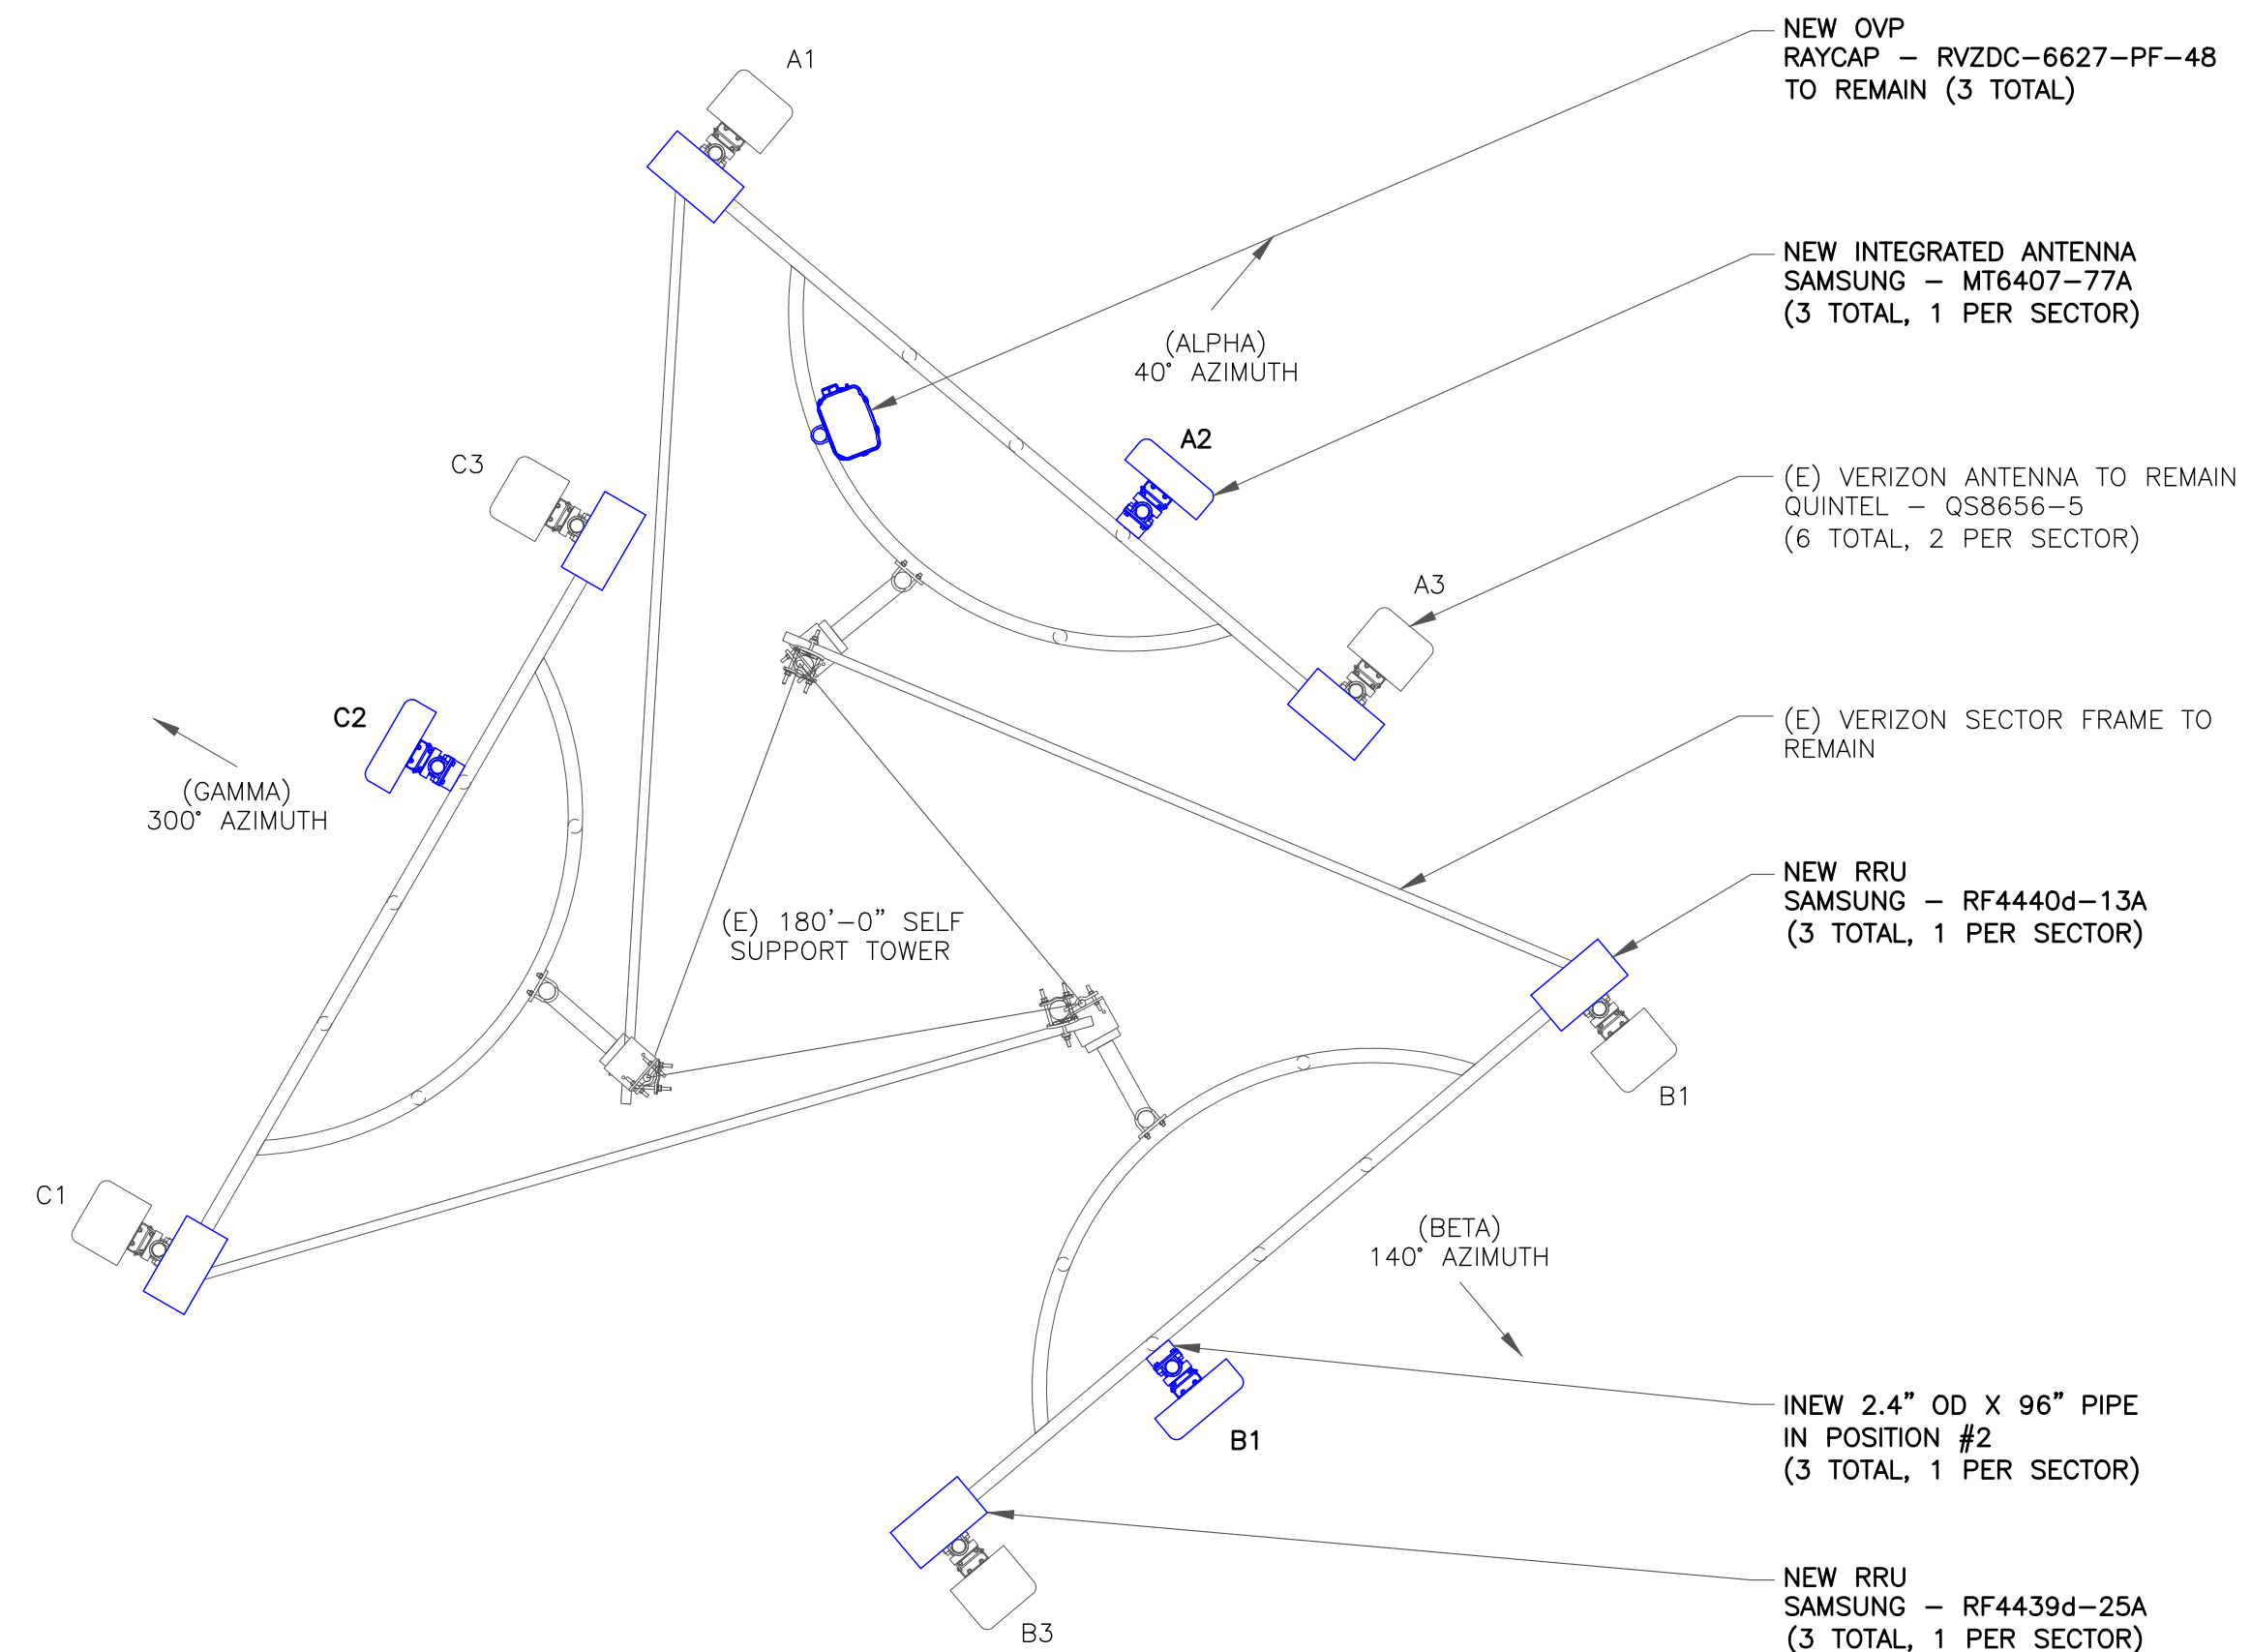 A1
NEW OVP
RAYCAP – RVZDC–6627–PF–48
TO REMAIN (3 TOTAL)
NEW INTEGRATED ANTENNA
SAMSUNG – MT6407–77A
(3 TOTAL, 1 PER SECTOR)
(ALPHA)
40° AZIMUTH
A2
C3
(E) VERIZON ANTENNA TO REMAIN
QUINTEL – QS8656–5
(6 TOTAL, 2 PER SECTOR)
A3
C2
(E) VERIZON SECTOR FRAME TO
REMAIN
(GAMMA)
300° AZIMUTH
NEW RRU
SAMSUNG – RF4440d–13A
(3 TOTAL, 1 PER SECTOR)
(E) 180'–0” SELF
SUPPORT TOWER
B1
C1
(BETA)
140° AZIMUTH
INEW 2.4” OD X 96” PIPE
IN POSITION #2
(3 TOTAL, 1 PER SECTOR)
B1
NEW RRU
SAMSUNG – RF4439d–25A
(3 TOTAL, 1 PER SECTOR)
B3